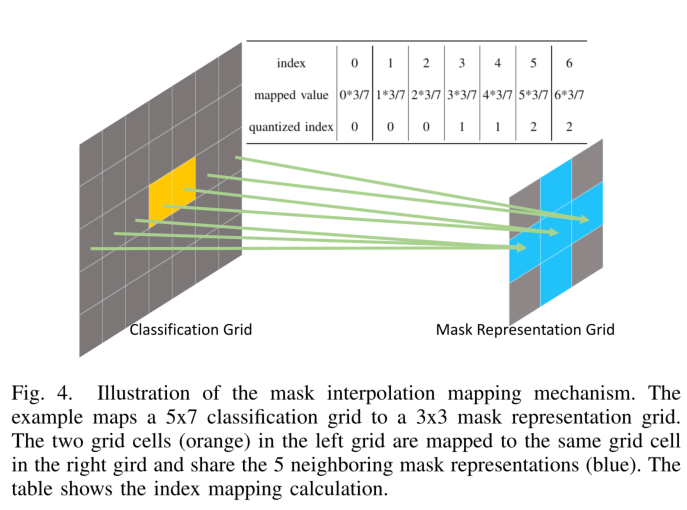 index 0 1 2 3 4 5 6
mapped value 0*3/7 1*3/7 2*3/7 3*3/7 4*3/7 5*3/7 6*3/7
quantized index 0 0 0 1 1 2 2
Classification Grid
Mask Representation Grid
Fig. 4. Illustration of the mask interpolation mapping mechanism. The
example maps a 5x7 classification grid to a 3x3 mask representation grid.
The two grid cells (orange) in the left grid are mapped to the same grid cell
in the right gird and share the 5 neighboring mask representations (blue). The
table shows the index mapping calculation.